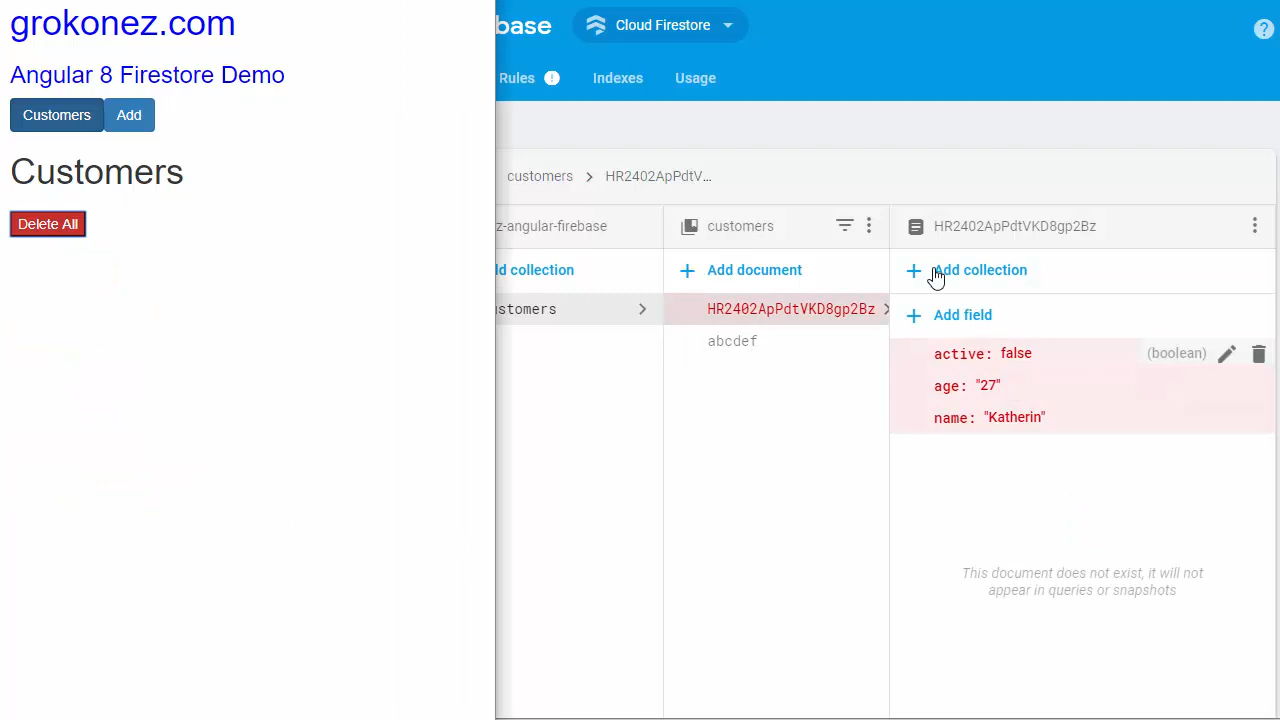 grokonez.com
Angular 8 Firestore Demo
Customers Add
Customers
Delete All
base Cloud Firestore
Rules Indexes Usage
customers > HR2402ApPdtV...
z-angular-firebase
dd collection
ustomers
customers
Add document
HR2402ApPdtVKD8gp2Bz
abcdef
HR2402ApPdtVKD8gp2Bz
Add collection
Add field
active: false (boolean)
age: "27"
name: "Katherin"
This document does not exist, it will not
appear in queries or snapshots